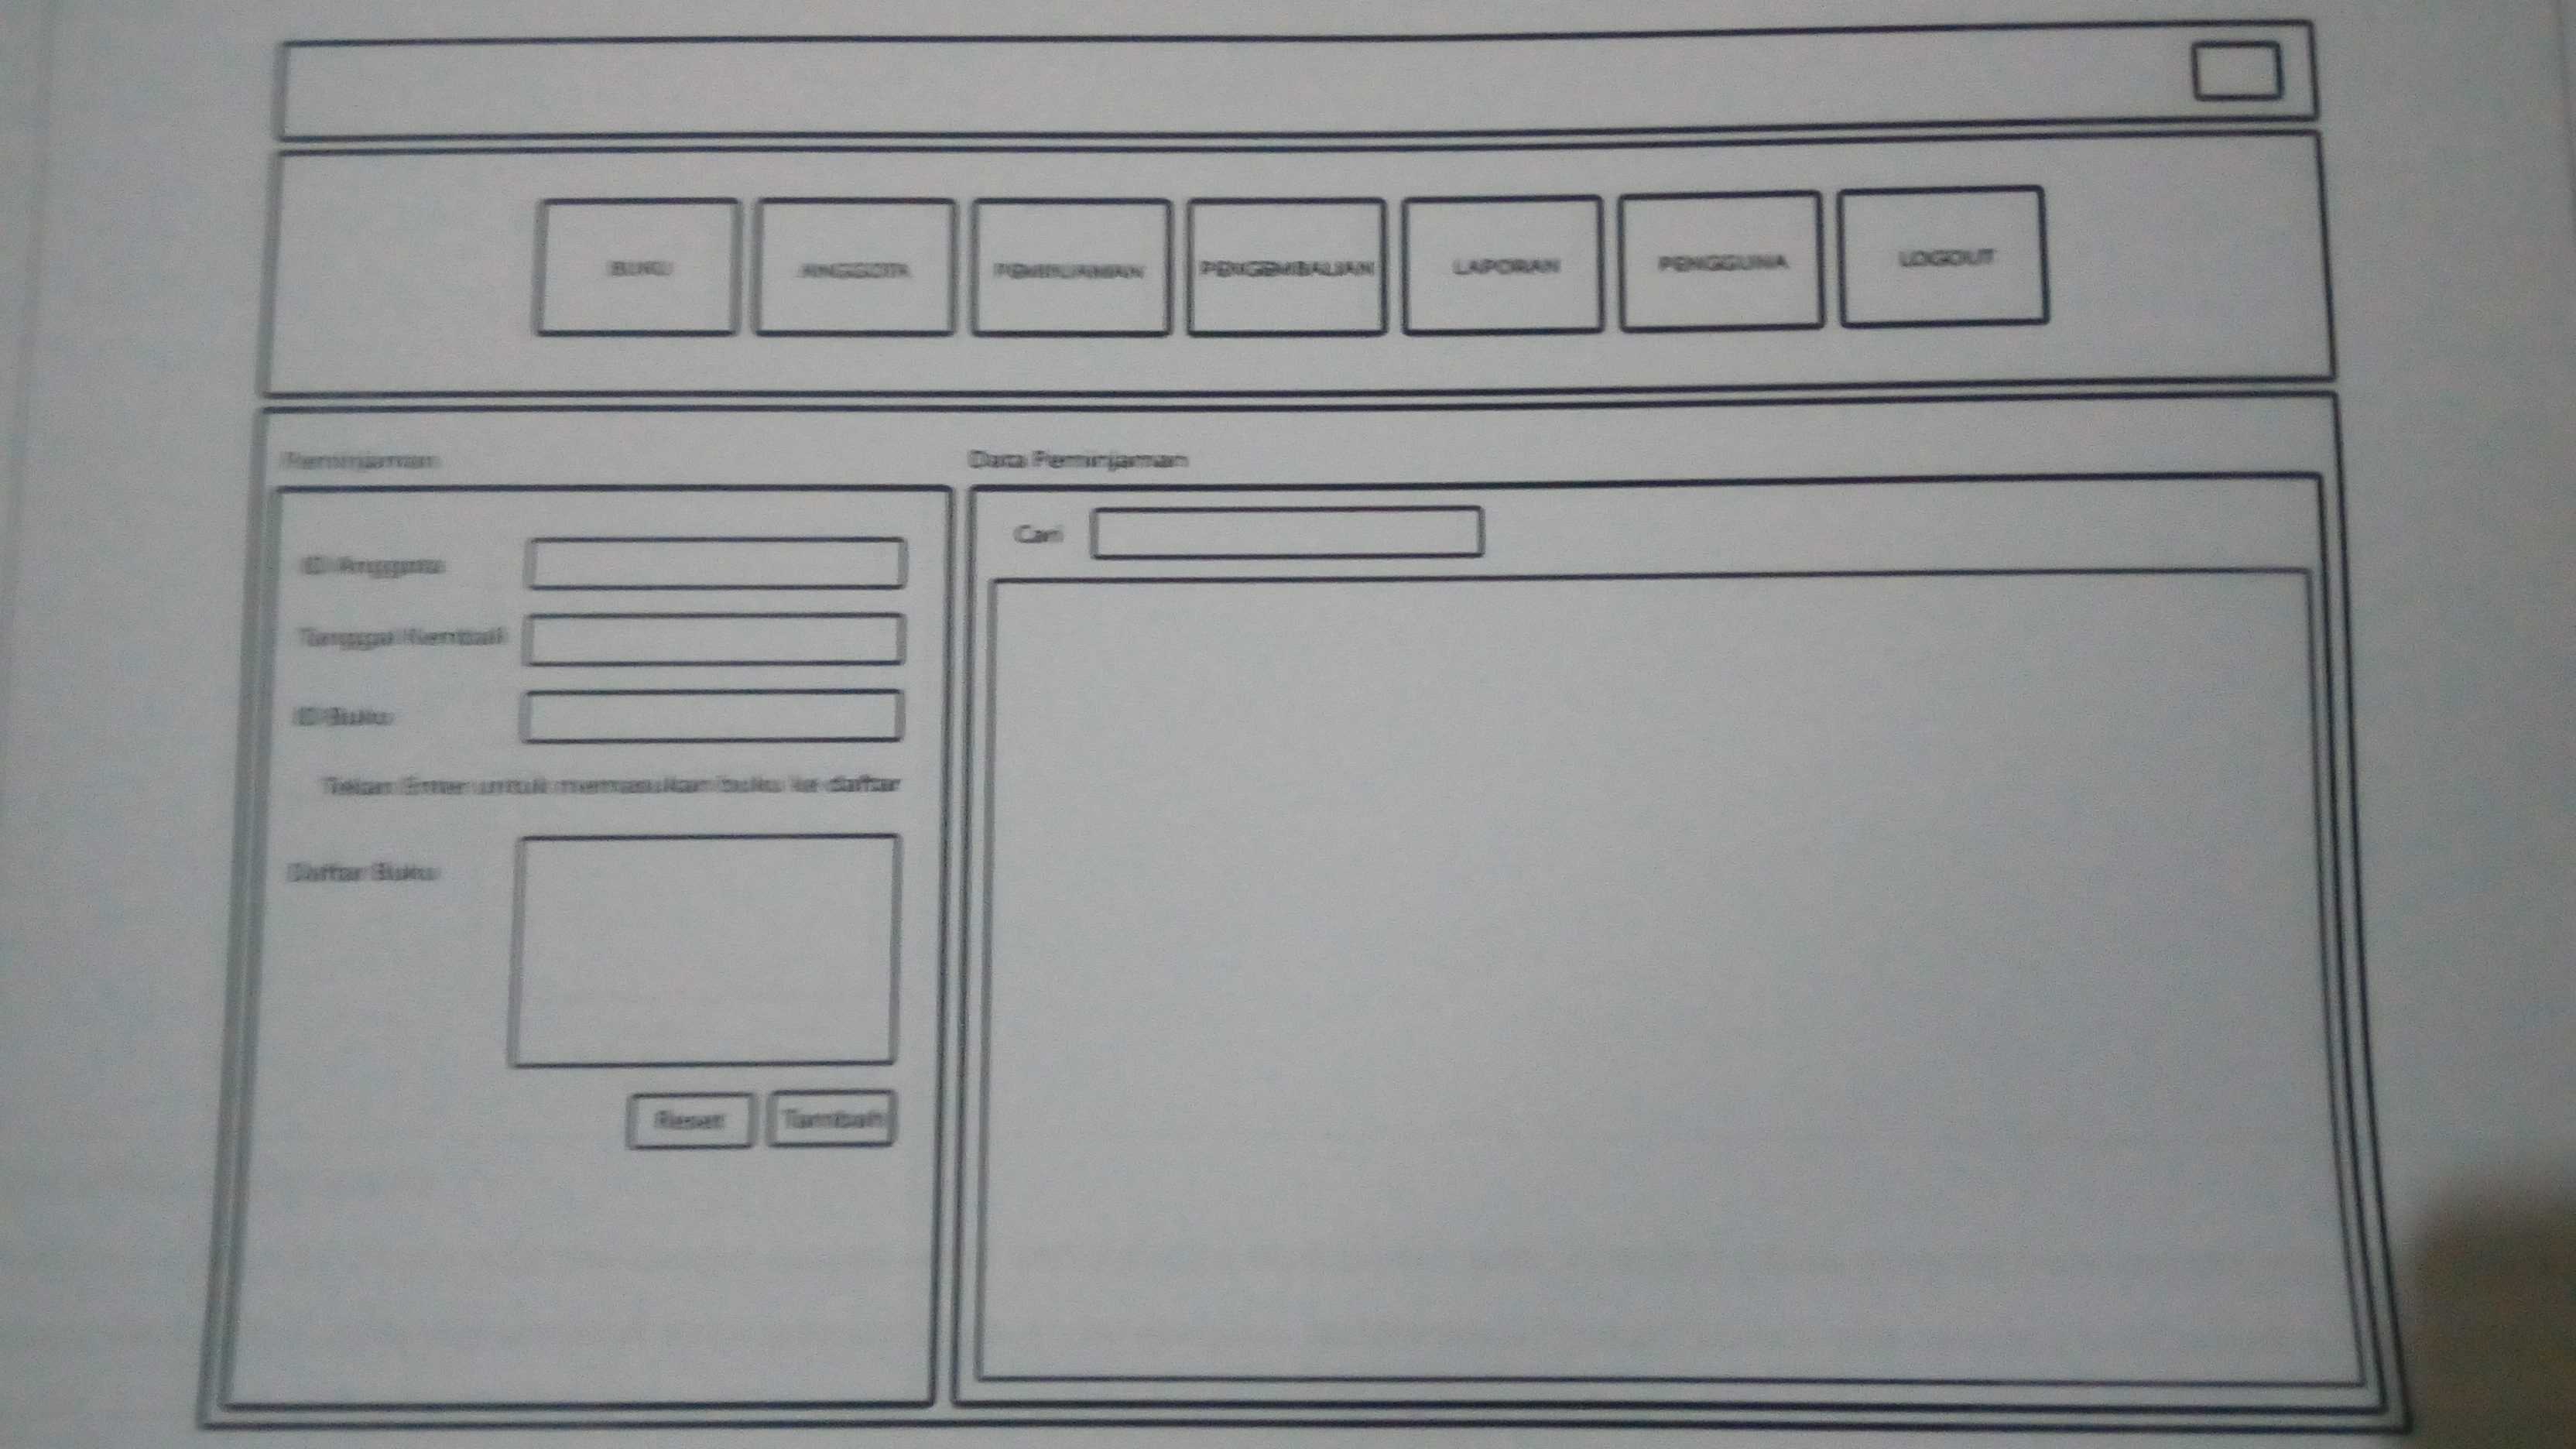 BUKU
ANGGOTA
PEMINJAMAN
PENGEMBALIAN
LAPORAN
PENGGUNA
LOGOUT
Peminjaman
Data Peminjaman
ID Anggota
Tanggal Kembali
ID Buku
Tekan Enter untuk memasukan buku ke daftar
Daftar Buku
Reset
Tambah
Cari